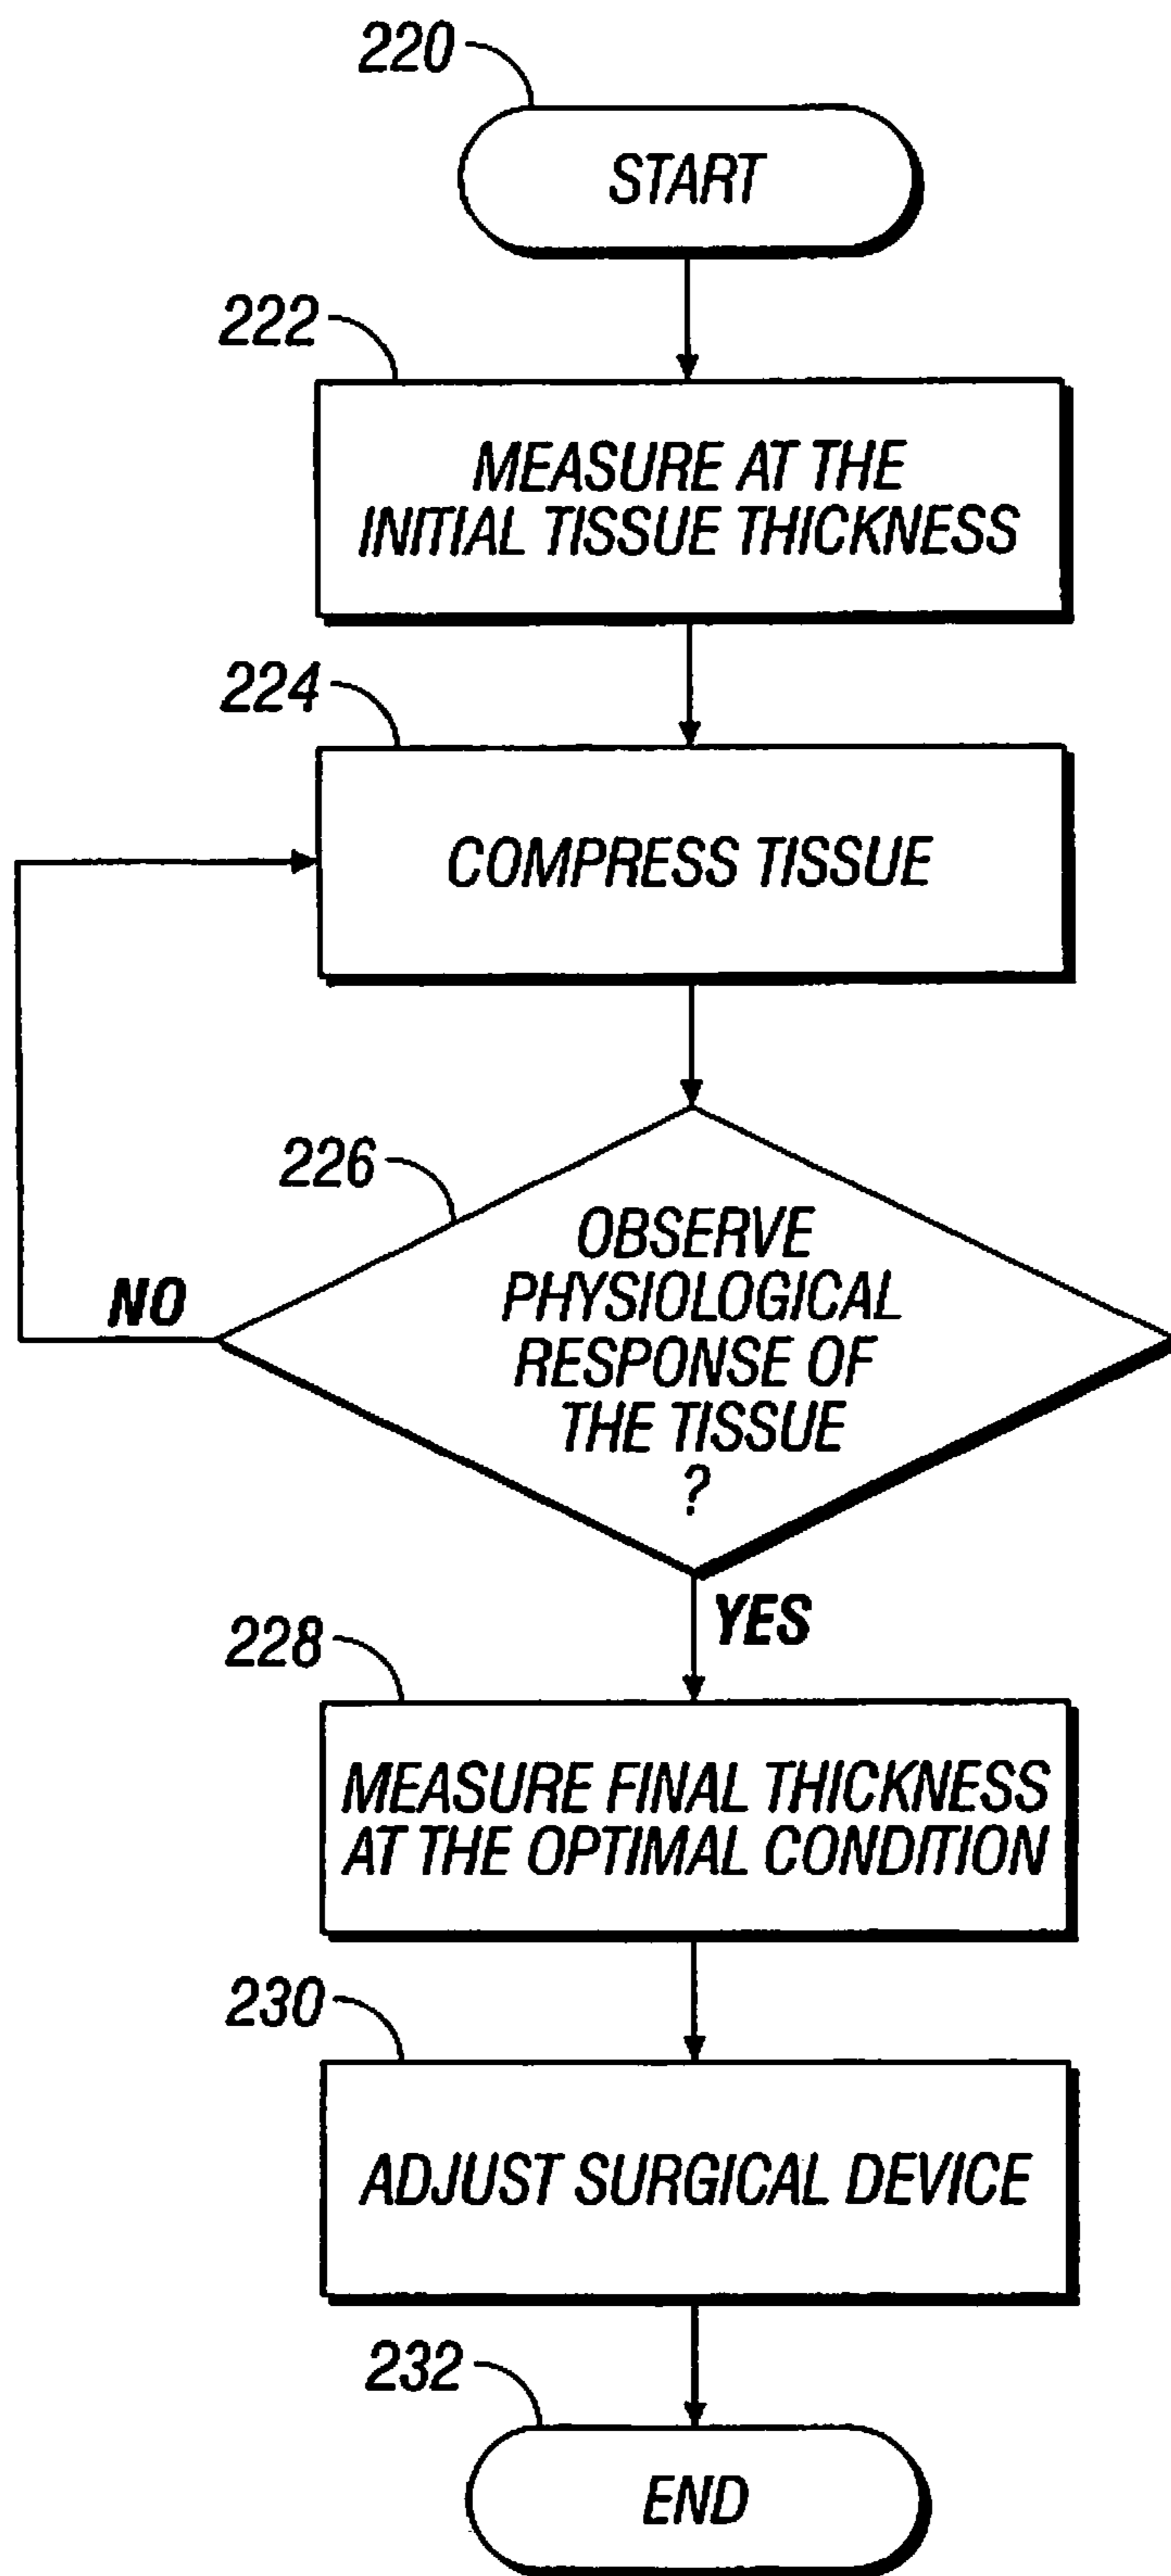 220
START
222
MEASURE AT THE
INITIAL TISSUE THICKNESS
224
COMPRESS TISSUE
226
OBSERVE
PHYSIOLOGICAL
RESPONSE OF
THE TISSUE
?
NO
YES
228
MEASURE FINAL THICKNESS
AT THE OPTIMAL CONDITION
230
ADJUST SURGICAL DEVICE
232
END